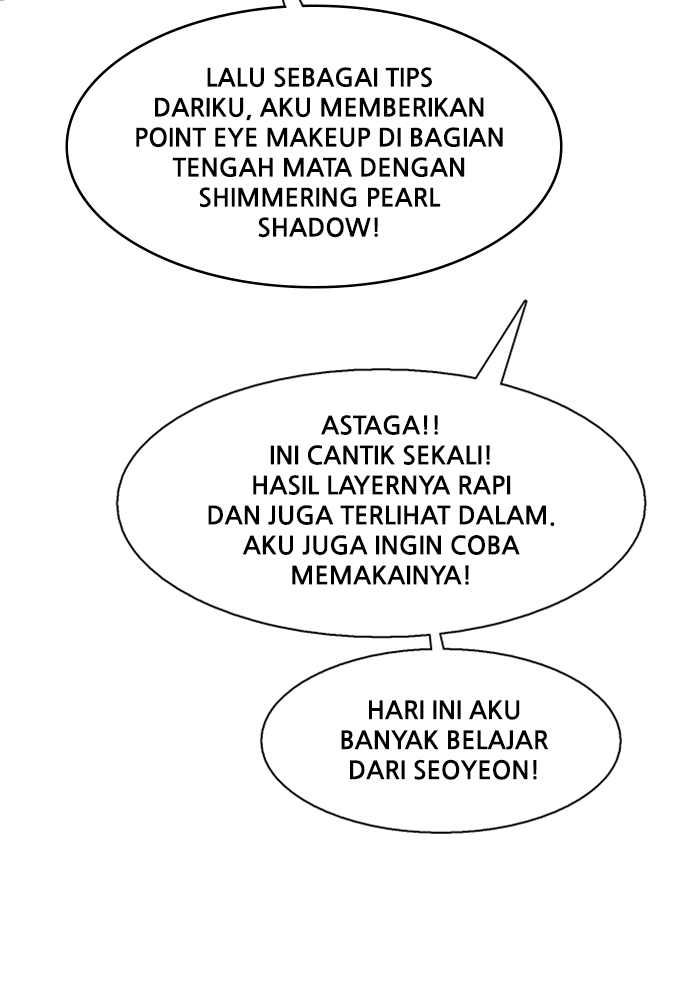 LALU SEBAGAI TIPS
DARIKU, AKU MEMBERIKAN
POINT EYE MAKEUP DI BAGIAN
TENGAH MATA DENGAN
SHIMMERING PEARL
SHADOW!
ASTAGA!!
INI CANTIK SEKALI!
HASIL LAYERNYA RAPI
DAN JUGA TERLIHAT DALAM.
AKU JUGA INGIN COBA
MEMAKAINYA!
HARI INI AKU
BANYAK BELAJAR
DARI SEOYEON!